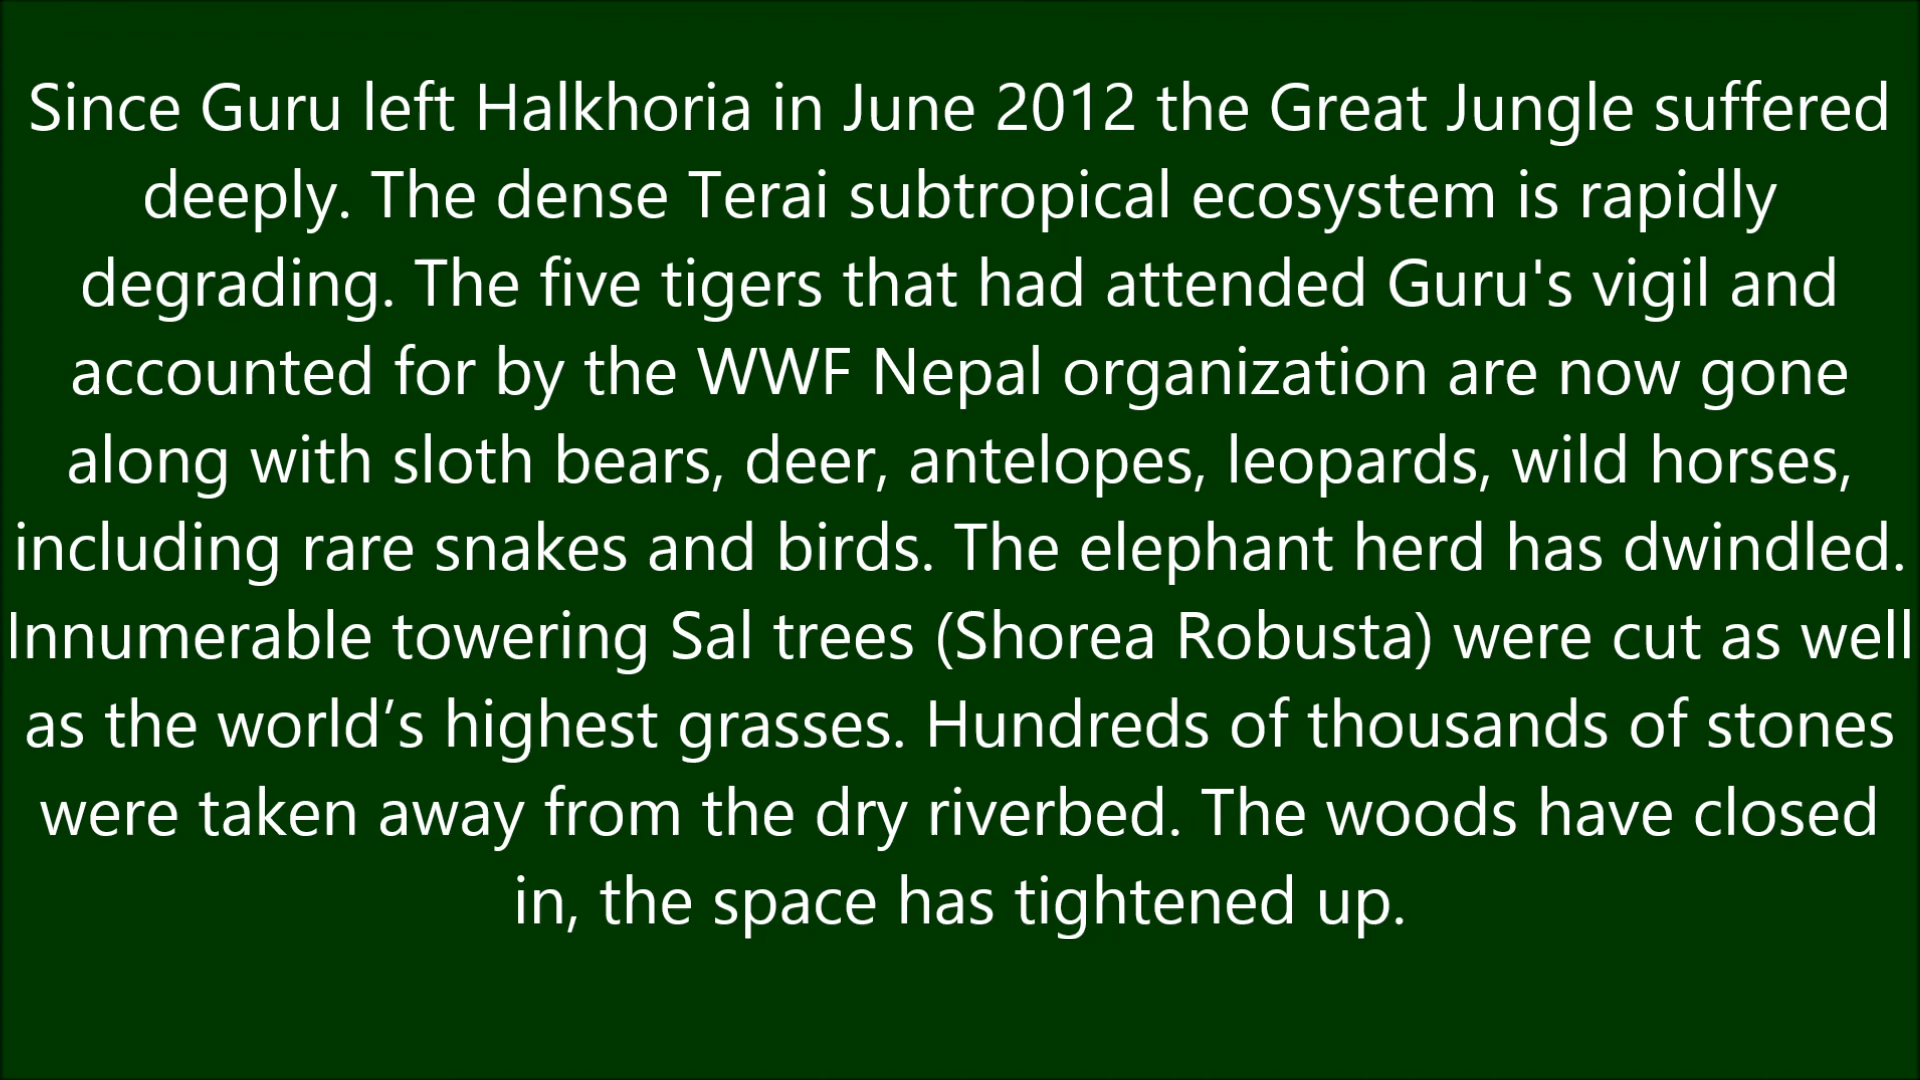 Since Guru left Halkhoria in June 2012 the Great Jungle suffered
deeply. The dense Terai subtropical ecosystem is rapidly
degrading. The five tigers that had attended Guru's vigil and
accounted for by the WWF Nepal organization are now gone
along with sloth bears, deer, antelopes, leopards, wild horses,
including rare snakes and birds. The elephant herd has dwindled.
Innumerable towering Sal trees (Shorea Robusta) were cut as well
as the world’s highest grasses. Hundreds of thousands of stones
were taken away from the dry riverbed. The woods have closed
in, the space has tightened up.